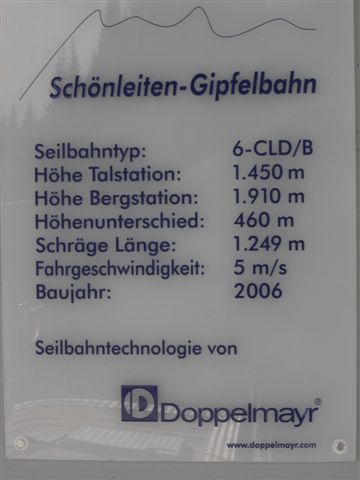 Schönleiten-Gipfelbahn
Seilbahntyp: 6-CLD/B
Höhe Talstation: 1.450 m
Höhe Bergstation: 1.910 m
Höhenunterschied: 460 m
Schräge Länge: 1.249 m
Fahrgeschwindigkeit: 5 m/s
Baujahr: 2006
Seilbahntechnologie von
Doppelmayr®
www.doppelmayr.com